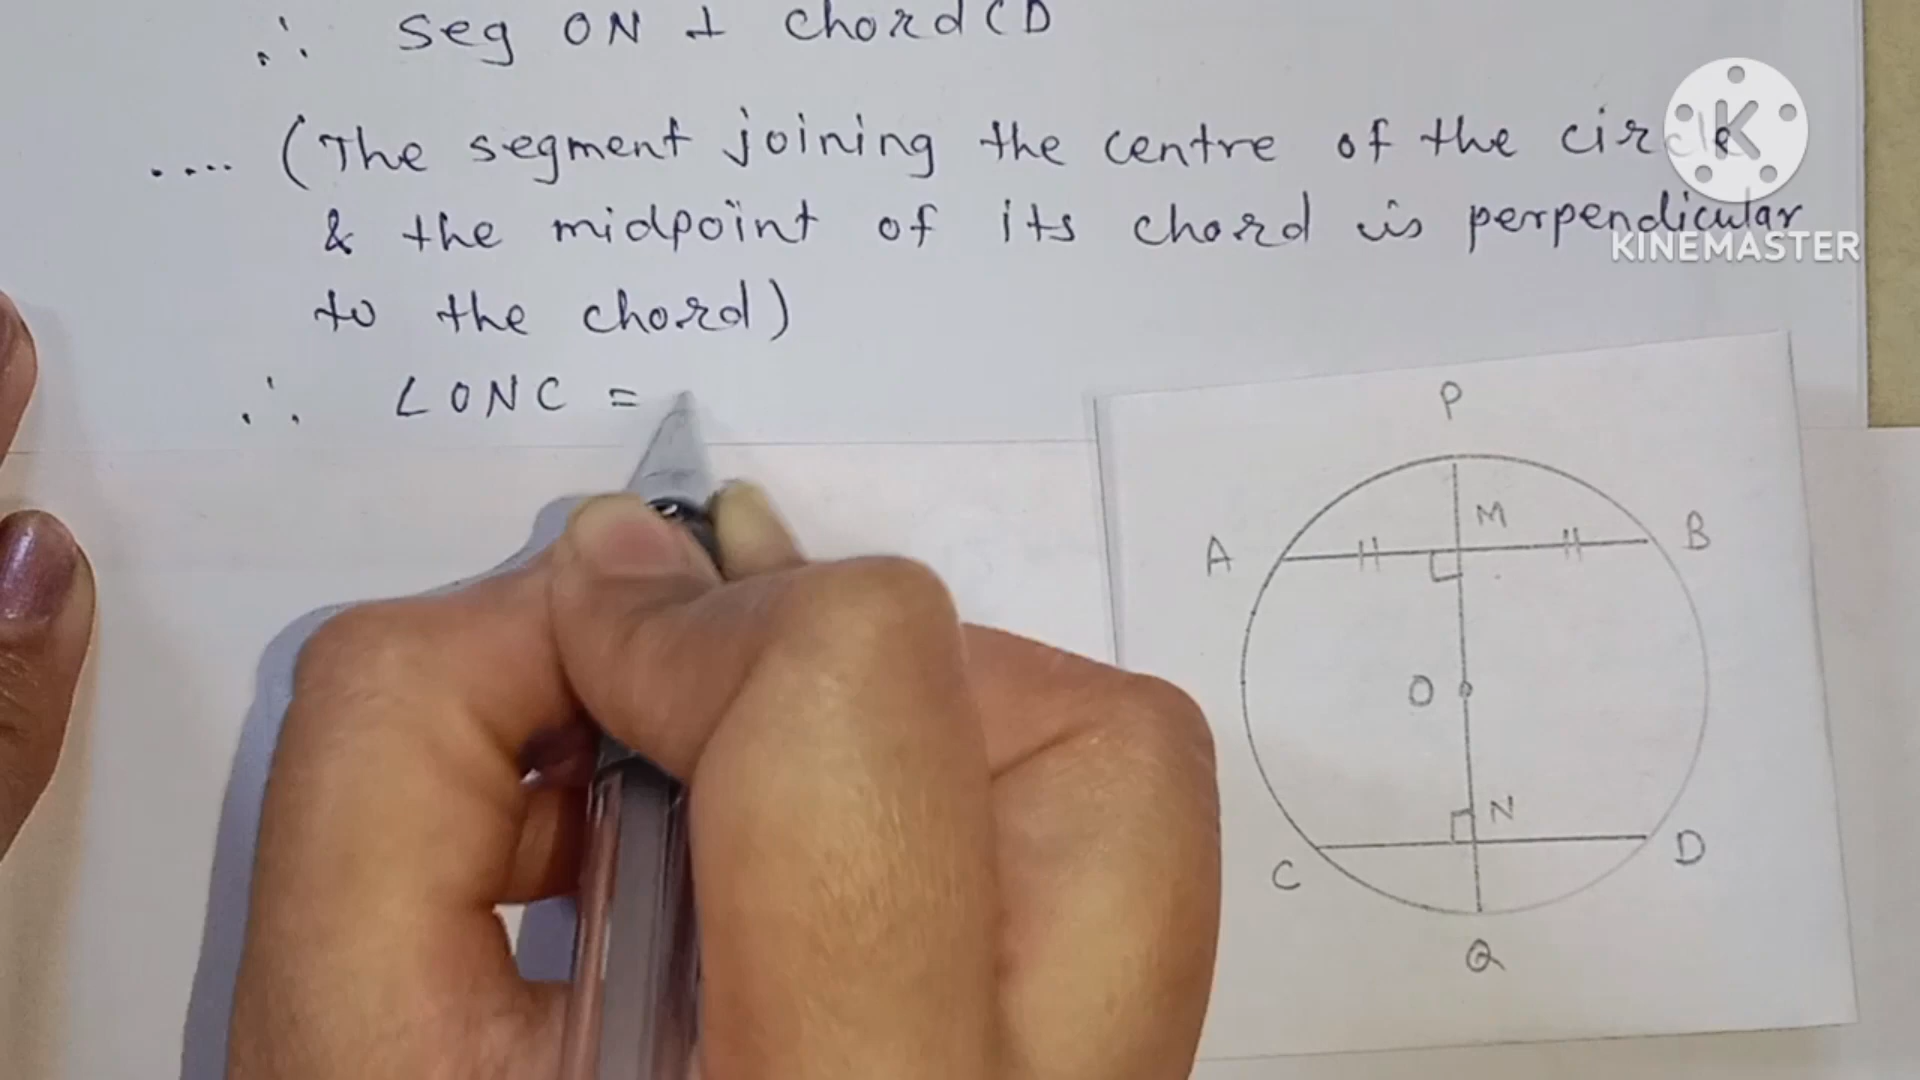 ∴ seg ON ⊥ chord CD
.... (The segment joining the centre of the circle
& the midpoint of its chord is perpendicular
to the chord)
∴ ∠ONC =
K
KINEMASTER
P
M
A
B
O
N
C
D
Q